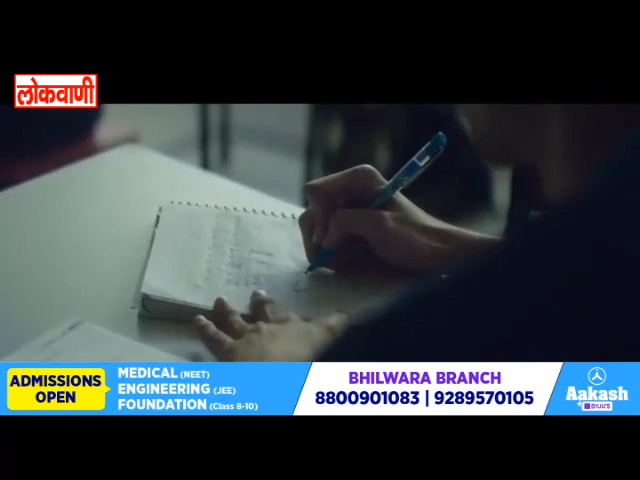 लोकवाणी
ADMISSIONS
OPEN
MEDICAL (NEET)
ENGINEERING (JEE)
FOUNDATION (Class 8-10)
BHILWARA BRANCH
8800901083 | 9289570105
Aakash
BYJU'S